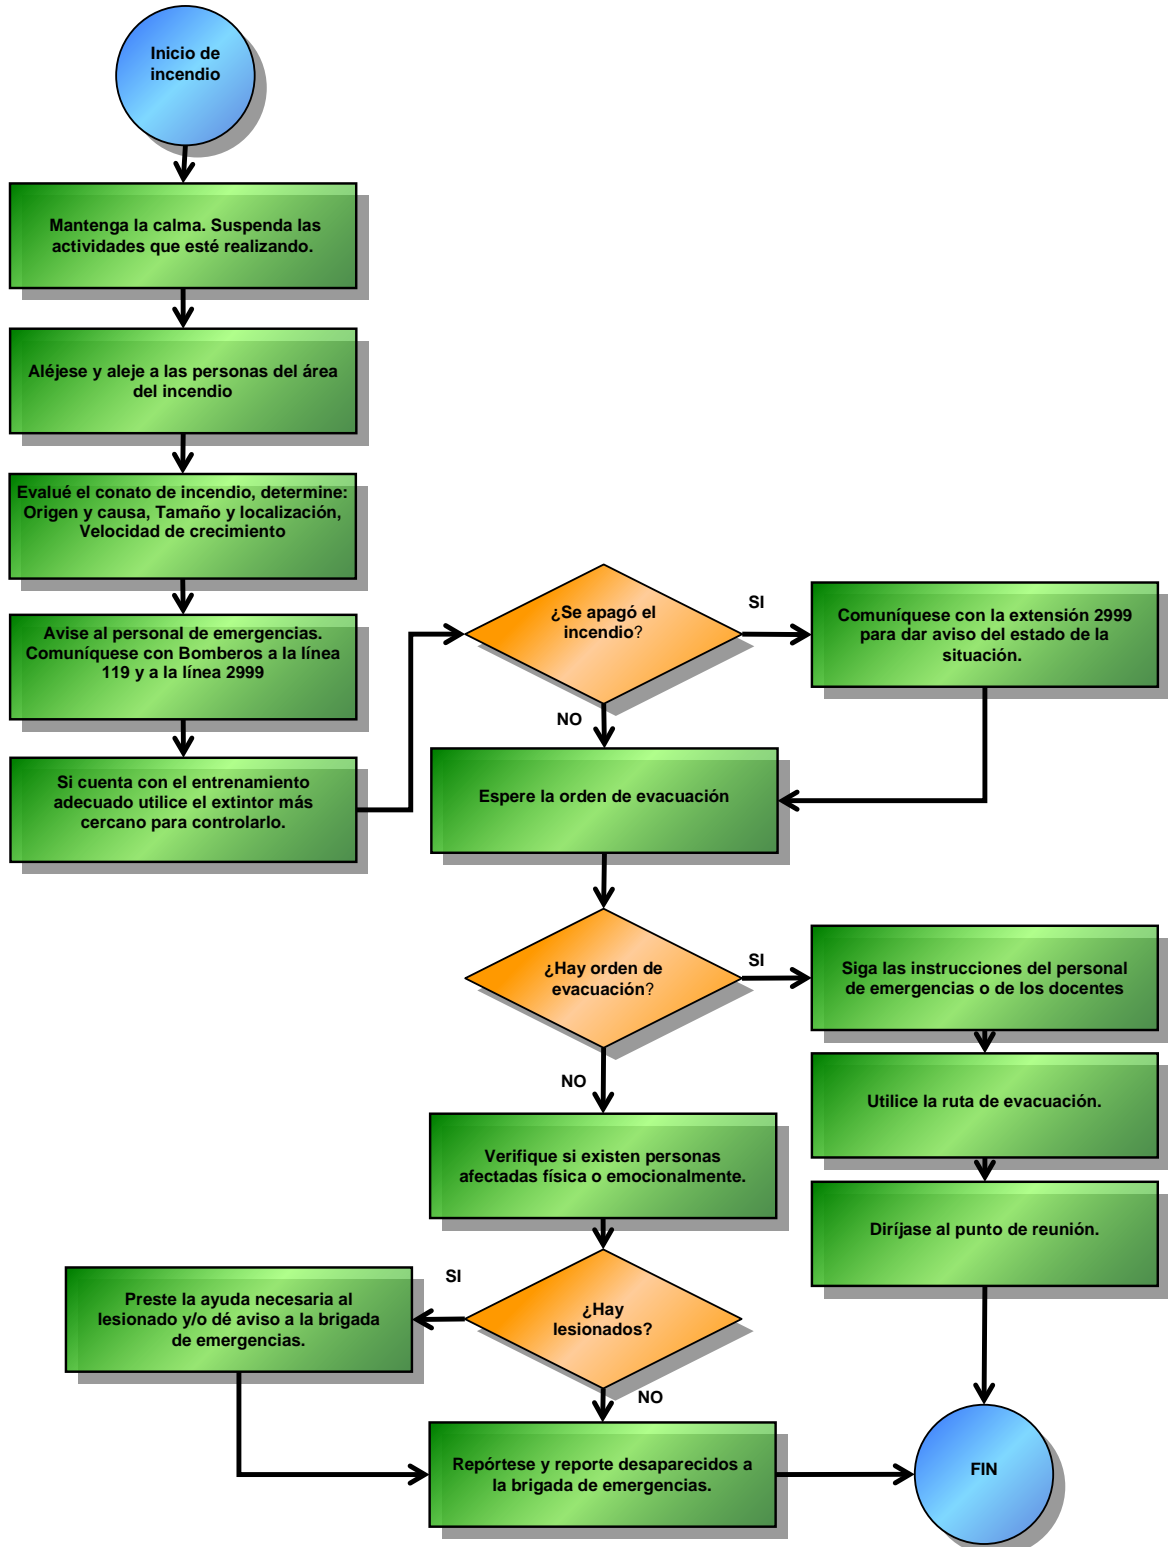 Inicio de
incendio
Mantenga la calma. Suspenda las
actividades que esté realizando.
Aléjese y aleje a las personas del área
del incendio
Evalué el conato de incendio, determine:
Origen y causa, Tamaño y localización,
Velocidad de crecimiento
Avise al personal de emergencias.
Comuníquese con Bomberos a la línea
119 y a la línea 2999
Si cuenta con el entrenamiento
adecuado utilice el extintor más
cercano para controlarlo.
¿Se apagó el
incendio?
SI
Comuníquese con la extensión 2999
para dar aviso del estado de la
situación.
NO
Espere la orden de evacuación
¿Hay orden de
evacuación?
SI
Siga las instrucciones del personal
de emergencias o de los docentes
Utilice la ruta de evacuación.
Diríjase al punto de reunión.
NO
Verifique si existen personas
afectadas física o emocionalmente.
¿Hay
lesionados?
SI
Preste la ayuda necesaria al
lesionado y/o dé aviso a la brigada
de emergencias.
NO
Repórtese y reporte desaparecidos a
la brigada de emergencias.
FIN